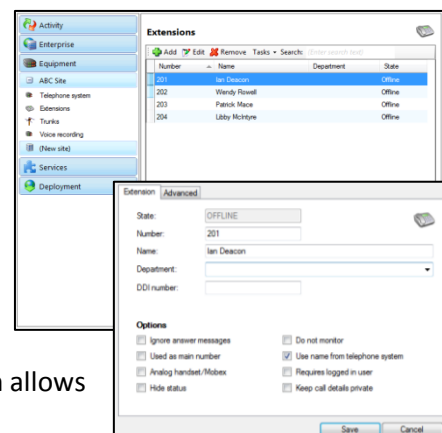 Activity
Enterprise
Equipment
ABC Site
Telephone system
Extensions
Trunks
Voice recording
(New site)
Services
Deployment
Extensions
Add Edit Remove Tasks Search: (Enter search text)
Number Name Department State
201 Ian Deacon Offline
202 Wendy Rowell Offline
203 Patrick Mace Offline
204 Libby McIntyre Offline
Extension Advanced
State: OFFLINE
Number: 201
Name: Ian Deacon
Department:
DDI number:
Options
Ignore answer messages Do not monitor
Used as main number Use name from telephone system
Analog handset/Mobex Requires logged in user
Hide status Keep call details private
Save Cancel
allows